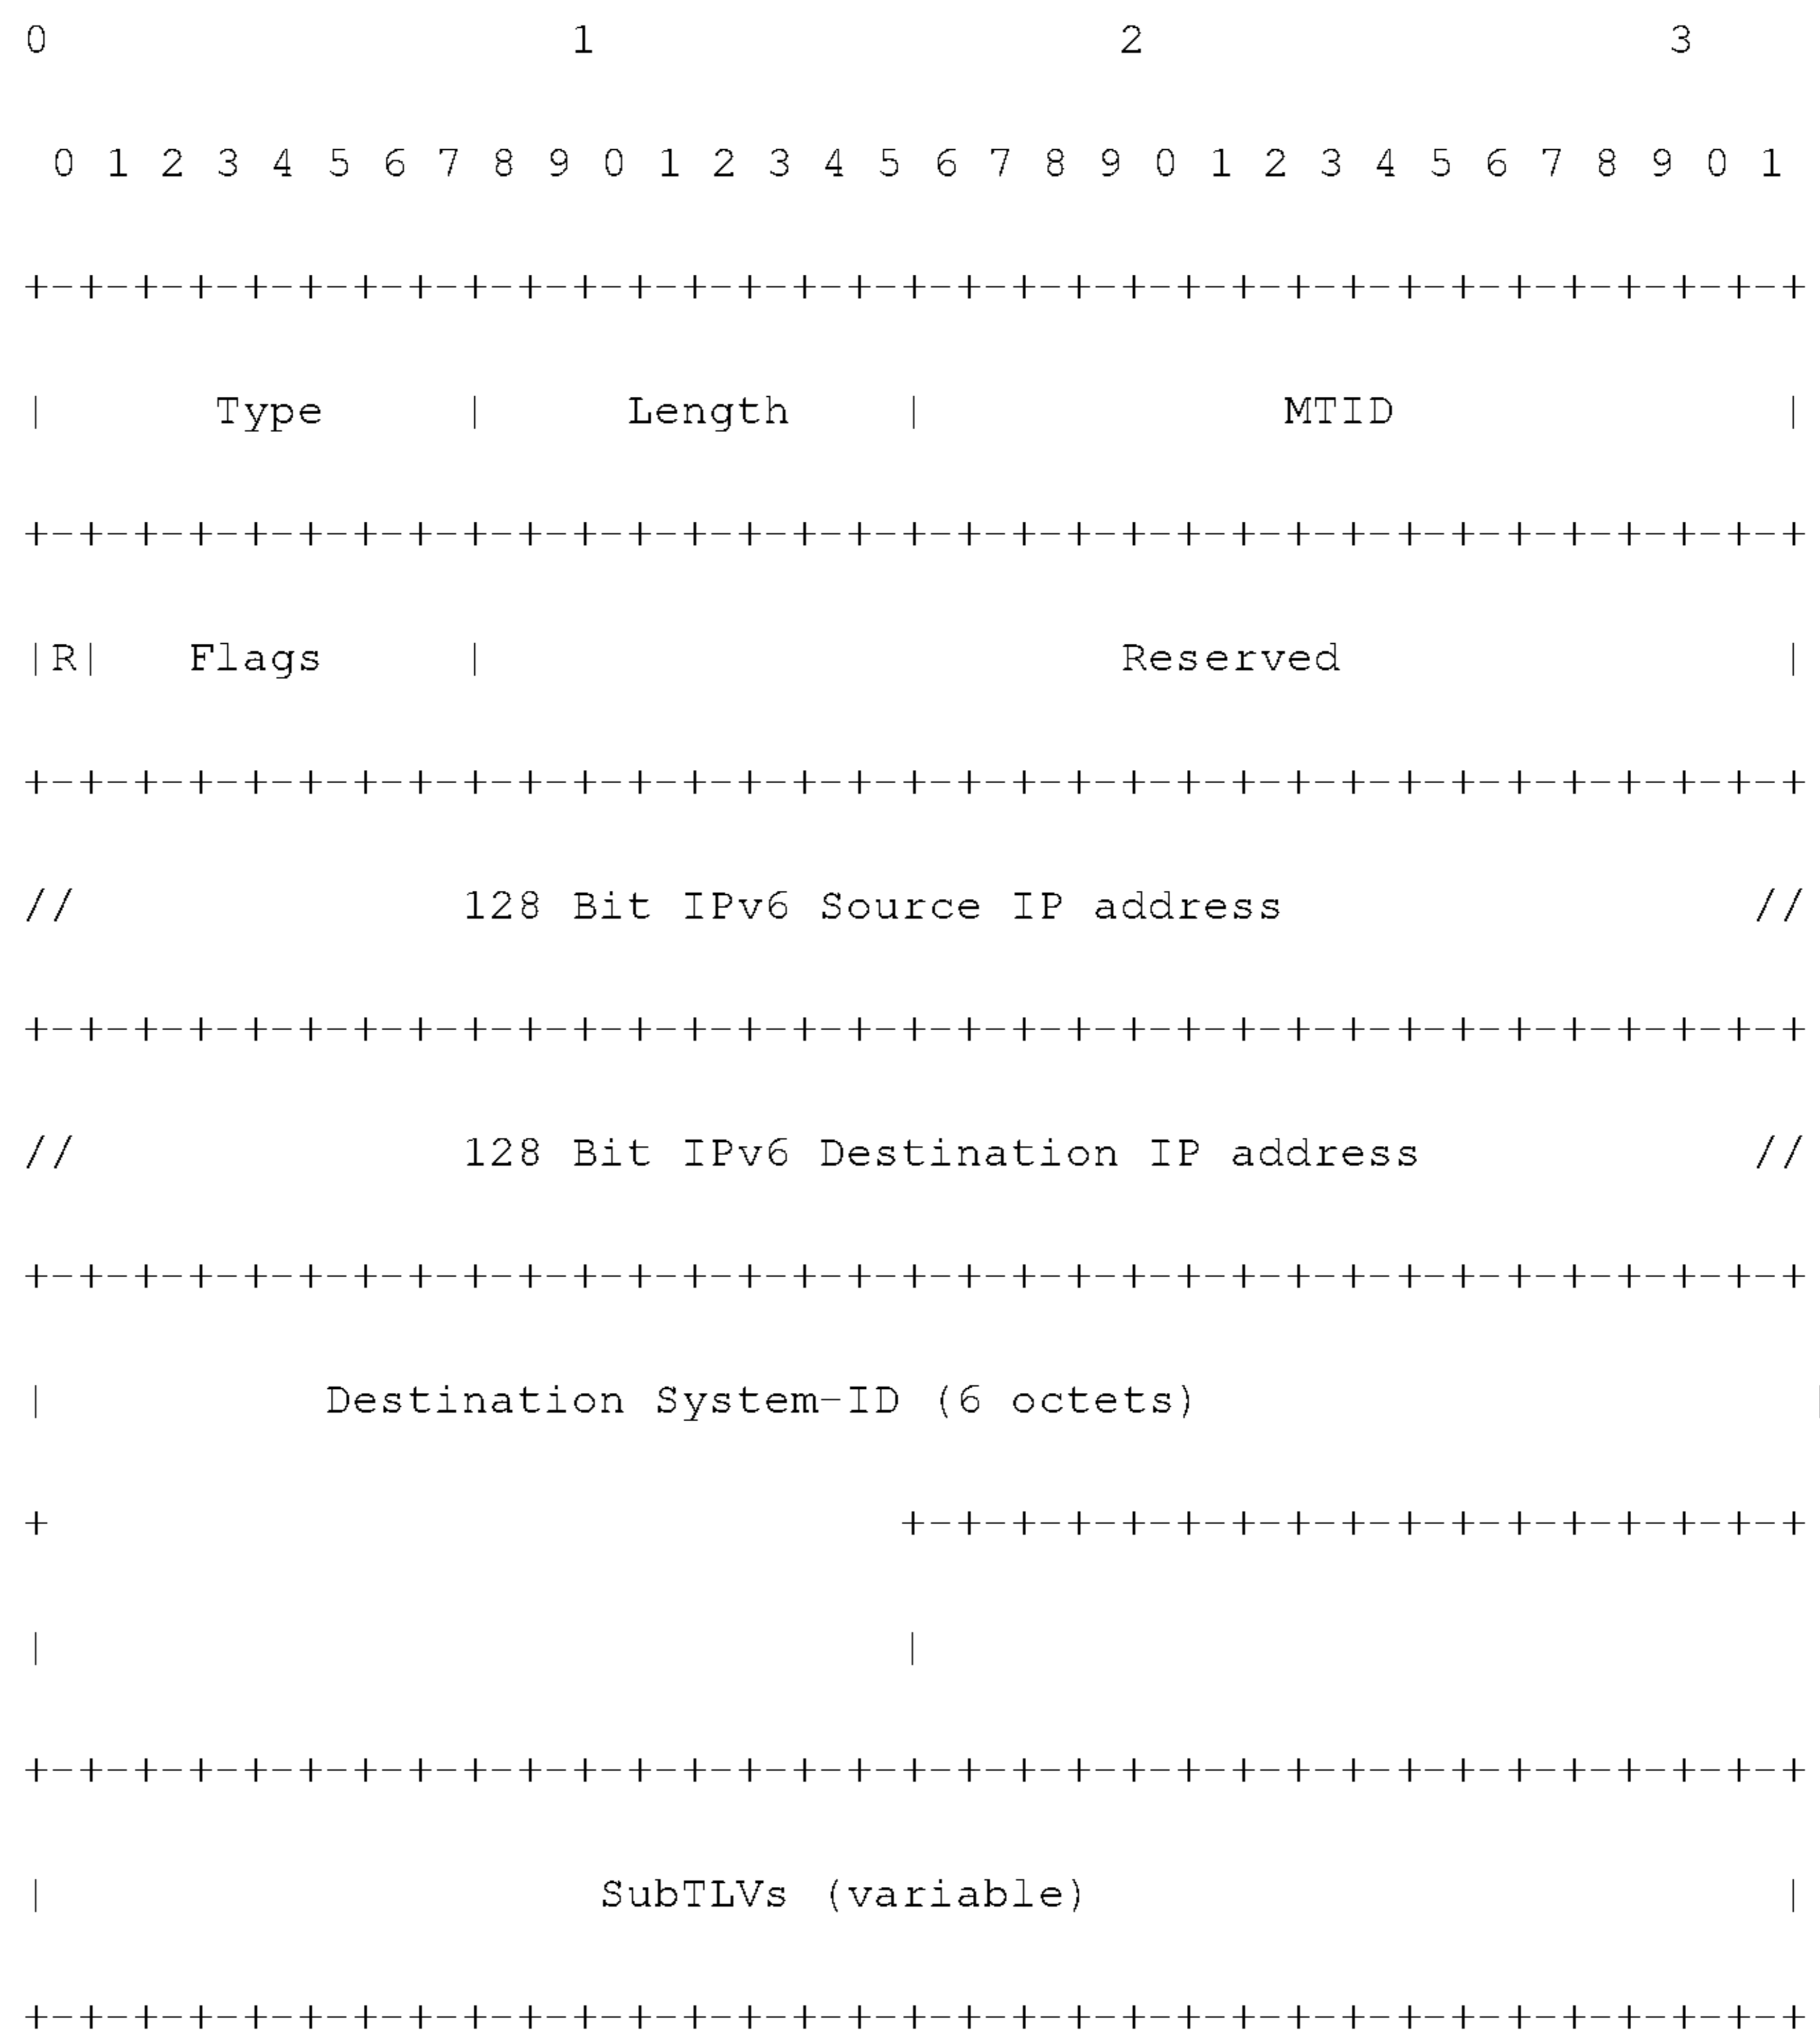 0                   1                   2                   3
 0 1 2 3 4 5 6 7 8 9 0 1 2 3 4 5 6 7 8 9 0 1 2 3 4 5 6 7 8 9 0 1
+-+-+-+-+-+-+-+-+-+-+-+-+-+-+-+-+-+-+-+-+-+-+-+-+-+-+-+-+-+-+-+-+
|      Type     |     Length    |             MTID              |
+-+-+-+-+-+-+-+-+-+-+-+-+-+-+-+-+-+-+-+-+-+-+-+-+-+-+-+-+-+-+-+-+
|R|   Flags     |                       Reserved                |
+-+-+-+-+-+-+-+-+-+-+-+-+-+-+-+-+-+-+-+-+-+-+-+-+-+-+-+-+-+-+-+-+
//              128 Bit IPv6 Source IP address                 //
+-+-+-+-+-+-+-+-+-+-+-+-+-+-+-+-+-+-+-+-+-+-+-+-+-+-+-+-+-+-+-+-+
//              128 Bit IPv6 Destination IP address            //
+-+-+-+-+-+-+-+-+-+-+-+-+-+-+-+-+-+-+-+-+-+-+-+-+-+-+-+-+-+-+-+-+
|          Destination System-ID (6 octets)                      |
+                               +-+-+-+-+-+-+-+-+-+-+-+-+-+-+-+-+
|                               |
+-+-+-+-+-+-+-+-+-+-+-+-+-+-+-+-+-+-+-+-+-+-+-+-+-+-+-+-+-+-+-+-+
|                    SubTLVs (variable)                         |
+-+-+-+-+-+-+-+-+-+-+-+-+-+-+-+-+-+-+-+-+-+-+-+-+-+-+-+-+-+-+-+-+